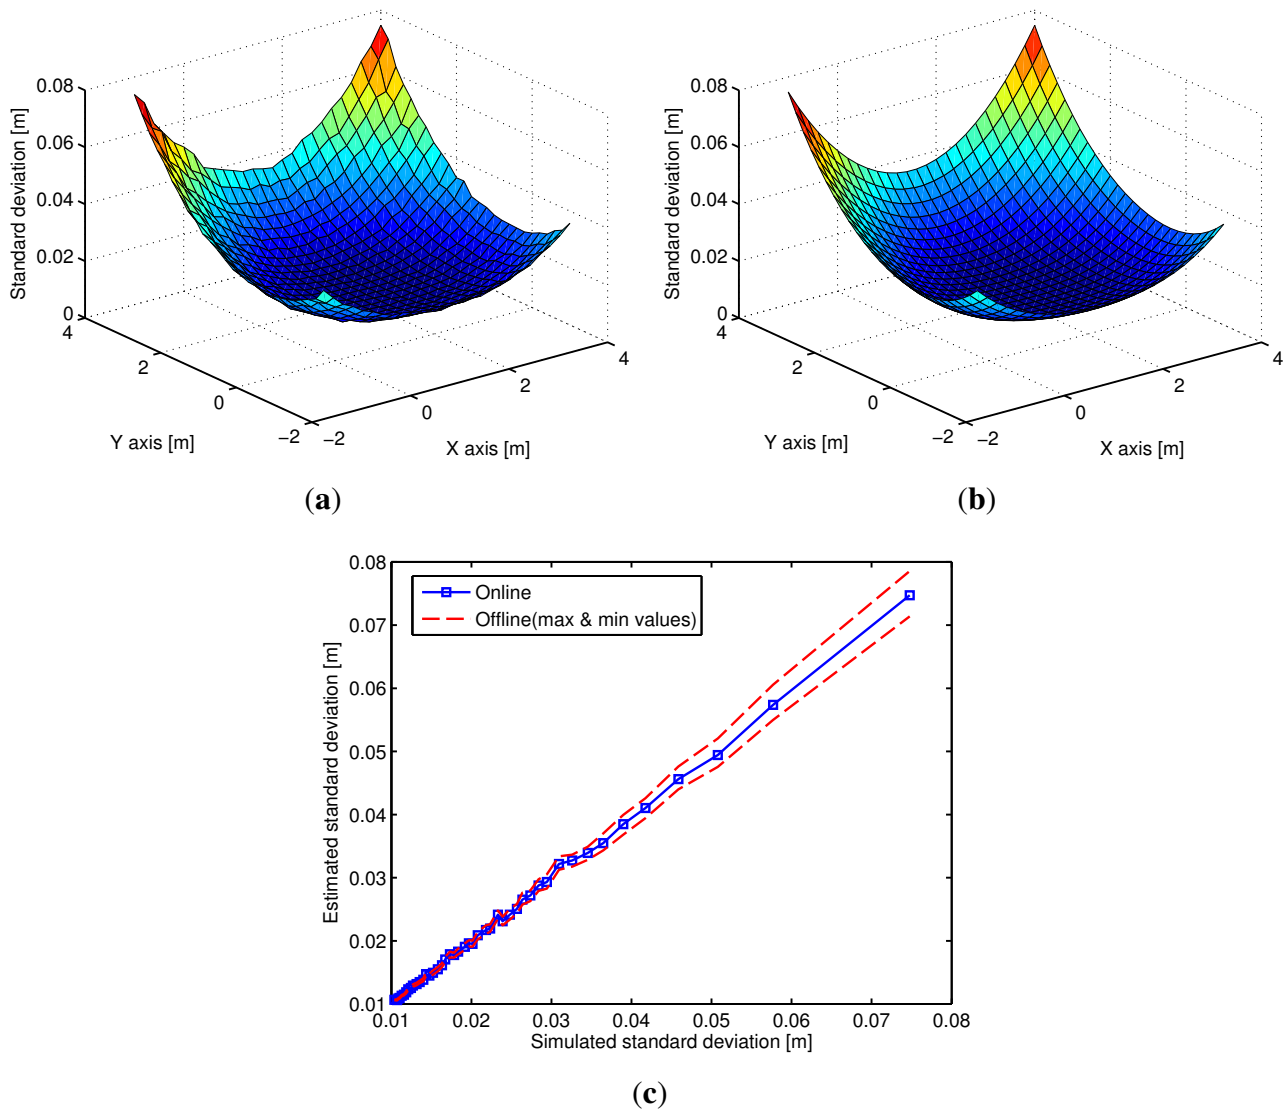 0.08
0.06
0.04
0.02
0
Standard deviation [m]
4
2
0
−2
Y axis [m]
−2
0
2
4
X axis [m]
(a)
0.08
0.06
0.04
0.02
0
Standard deviation [m]
4
2
0
−2
Y axis [m]
−2
0
2
4
X axis [m]
(b)
Online
Offline(max & min values)
0.08
0.07
0.06
0.05
0.04
0.03
0.02
0.01
Estimated standard deviation [m]
0.01 0.02 0.03 0.04 0.05 0.06 0.07 0.08
Simulated standard deviation [m]
(c)